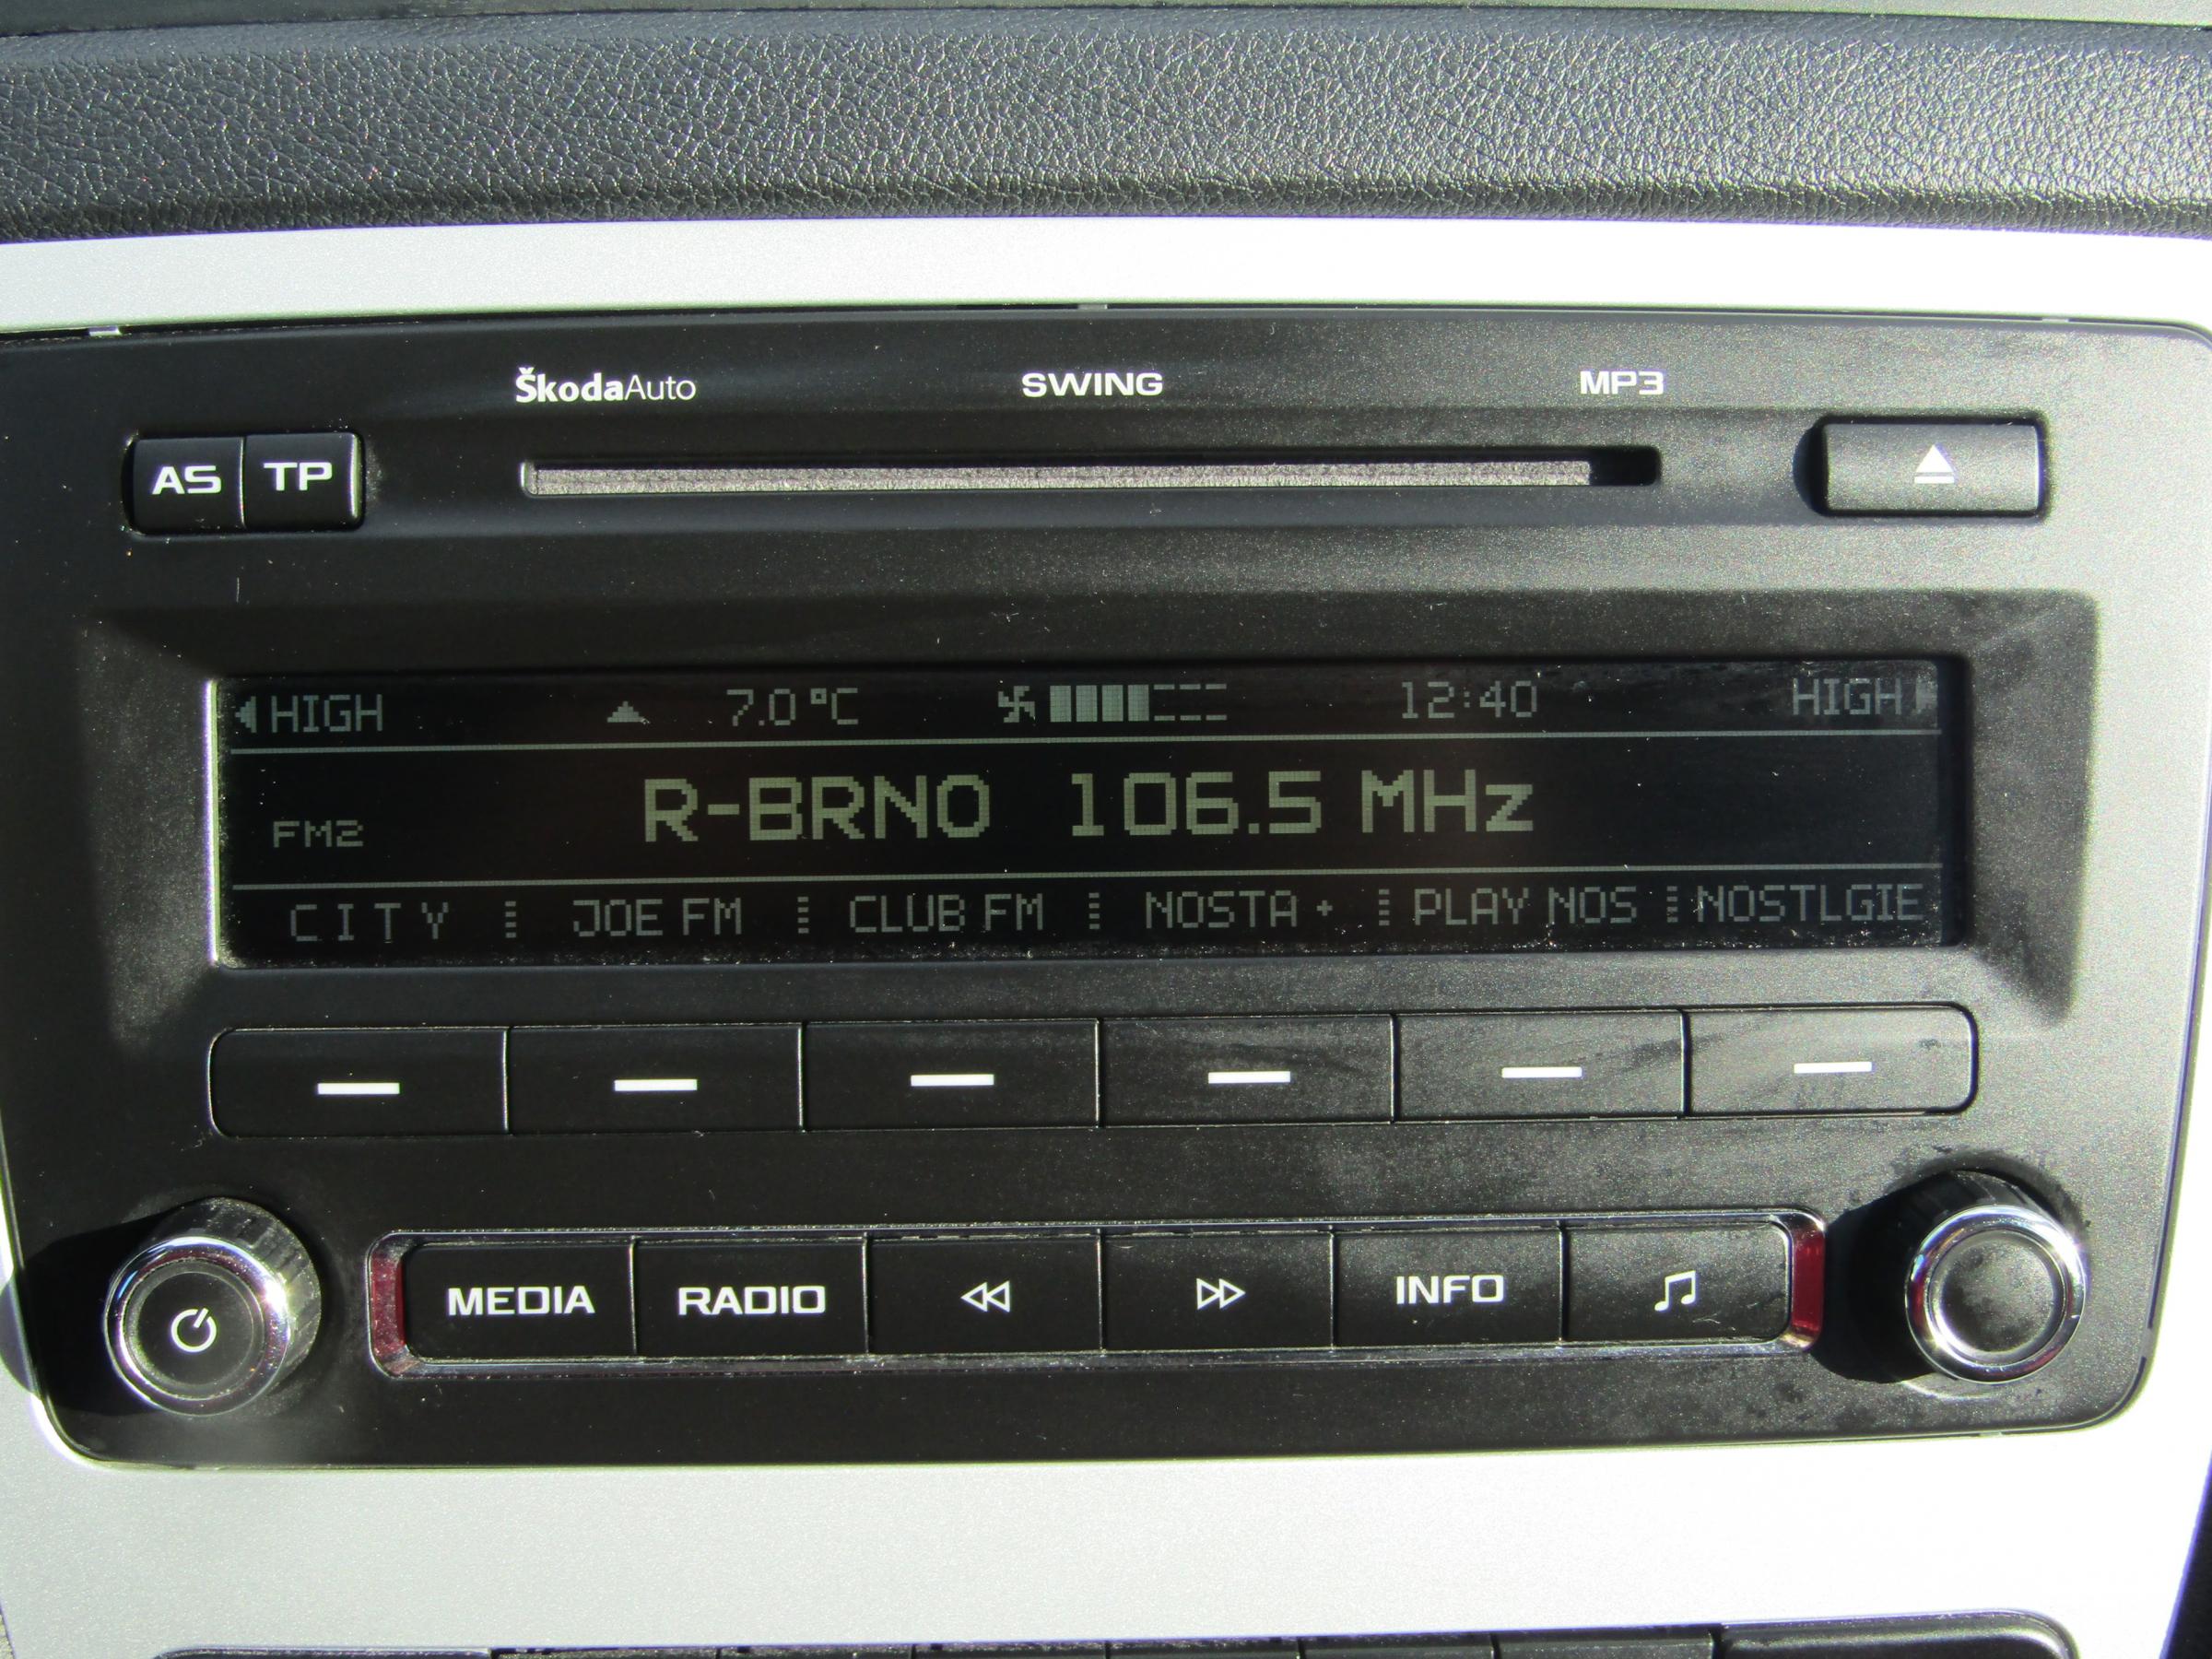 ŠkodaAuto SWING MP3
AS TP
HIGH 7.0 °C 12:40 HIGH
FM2 R-BRNO 106.5 MHz
C I T Y JOE FM CLUB FM NOSTA + PLAY NOS NOSTLGIE
MEDIA RADIO INFO